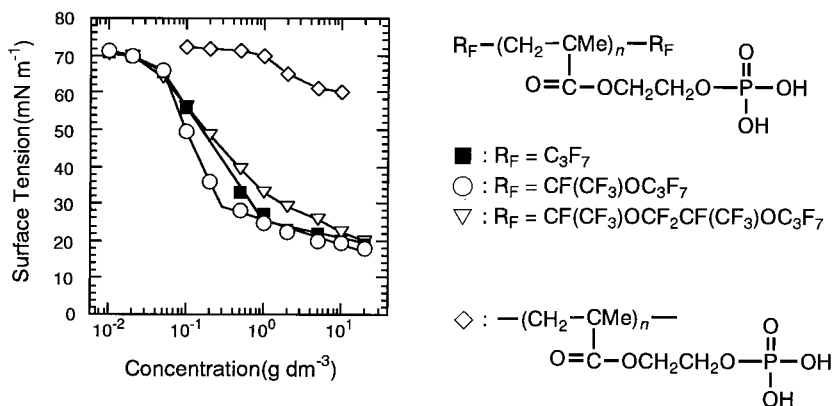 80
70
60
50
40
30
20
10
0
Surface Tension(mN m⁻¹)
10⁻² 10⁻¹ 10⁰ 10¹
Concentration(g dm⁻³)
R_F—(CH₂—CMe)ₙ—R_F
O=C—OCH₂CH₂O—P—OH
O
OH
■ : R_F = C₃F₇
○ : R_F = CF(CF₃)OC₃F₇
▽ : R_F = CF(CF₃)OCF₂CF(CF₃)OC₃F₇
◇ : —(CH₂—CMe)ₙ—
O=C—OCH₂CH₂O—P—OH
O
OH